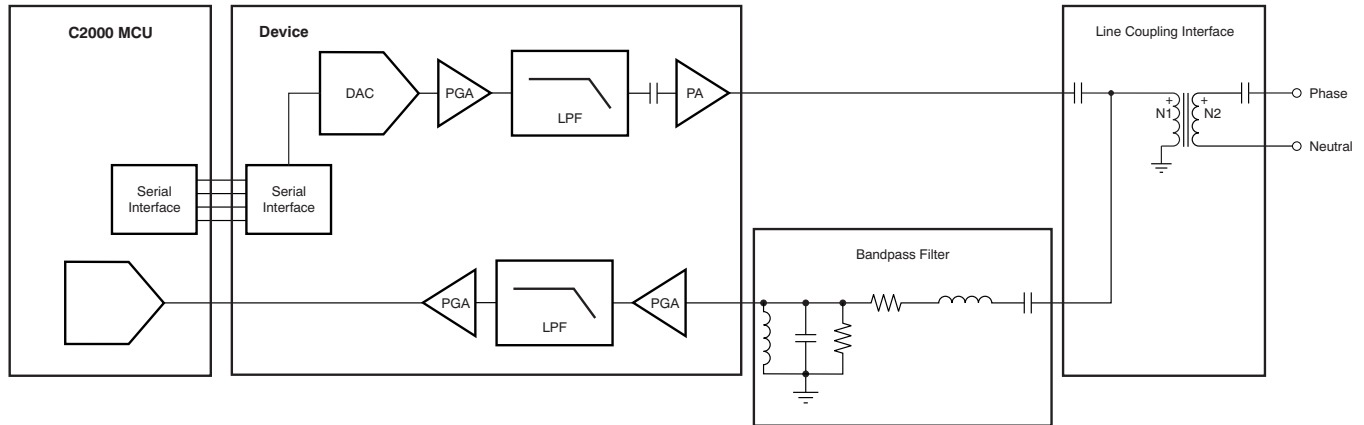 C2000 MCU
Device
Line Coupling Interface
DAC
PGA
LPF
PA
+
N1
+
N2
Phase
Neutral
Serial
Interface
Serial
Interface
Bandpass Filter
PGA
LPF
PGA